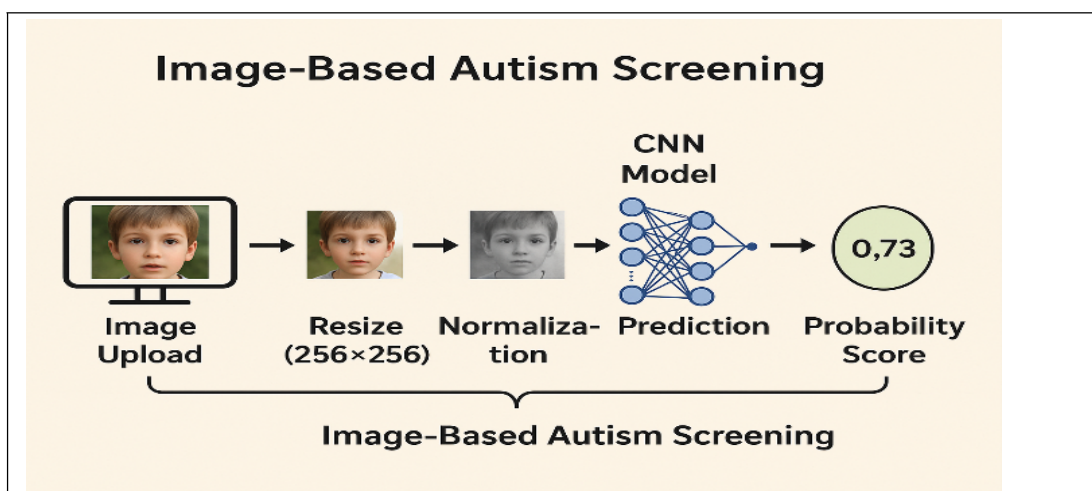 Image-Based Autism Screening
CNN
Model
0,73
Image
Upload
Resize
(256×256)
Normaliza-
tion
Prediction
Probability
Score
Image-Based Autism Screening